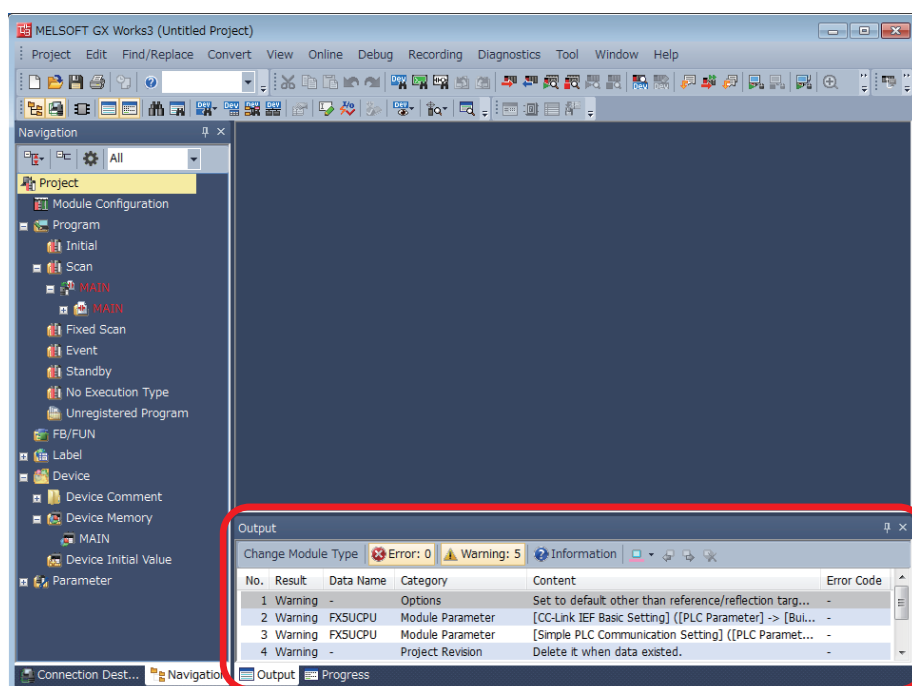 MELSOFT GX Works3 (Untitled Project)
Project Edit Find/Replace Convert View Online Debug Recording Diagnostics Tool Window Help
Navigation
All
Project
Module Configuration
Program
Initial
Scan
MAIN
MAIN
Fixed Scan
Event
Standby
No Execution Type
Unregistered Program
FB/FUN
Label
Device
Device Comment
Device Memory
MAIN
Device Initial Value
Parameter
Connection Dest... Navigation
Output
Change Module Type Error: 0 Warning: 5 Information
No. Result Data Name Category Content Error Code
1 Warning - Options Set to default other than reference/reflection targ... -
2 Warning FX5UCPU Module Parameter [CC-Link IEF Basic Setting] ([PLC Parameter] -> [Bui... -
3 Warning FX5UCPU Module Parameter [Simple PLC Communication Setting] ([PLC Paramet... -
4 Warning - Project Revision Delete it when data existed. -
Output Progress